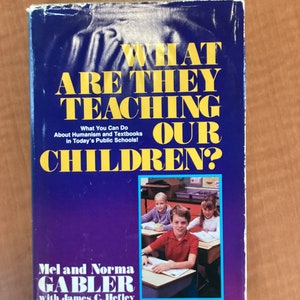 WHAT
ARE THEY
TEACHING
What You Can Do
About Humanism and Textbooks
in Today's Public Schools!
OUR
CHILDREN?
Mel and Norma
GABLER
with James C. Hefley